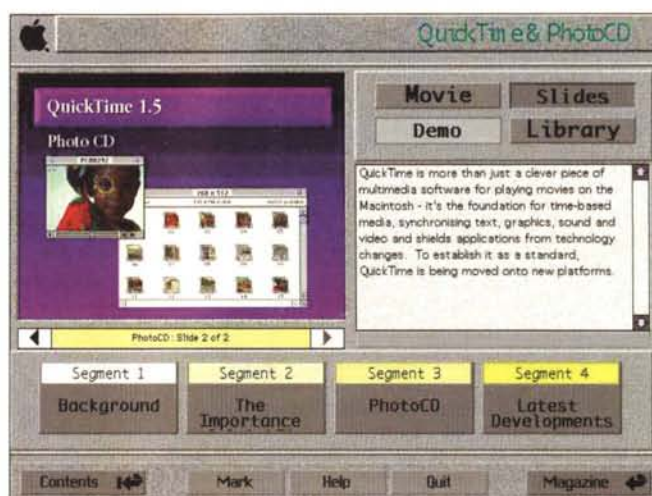 QuickTime & PhotoCD
QuickTime 1.5
Photo CD
Movie
Slides
Demo
Library
QuickTime is more than just a clever piece of
multimedia software for playing movies on the
Macintosh - it's the foundation for time-based
media, synchronising text, graphics, sound and
video and shields applications from technology
changes. To establish it as a standard,
QuickTime is being moved onto new platforms.
PhotoCD : Slide 2 of 2
Segment 1
Segment 2
Segment 3
Segment 4
Background
The
Importance
PhotoCD
Latest
Developments
Contents
Mark
Help
Quit
Magazine